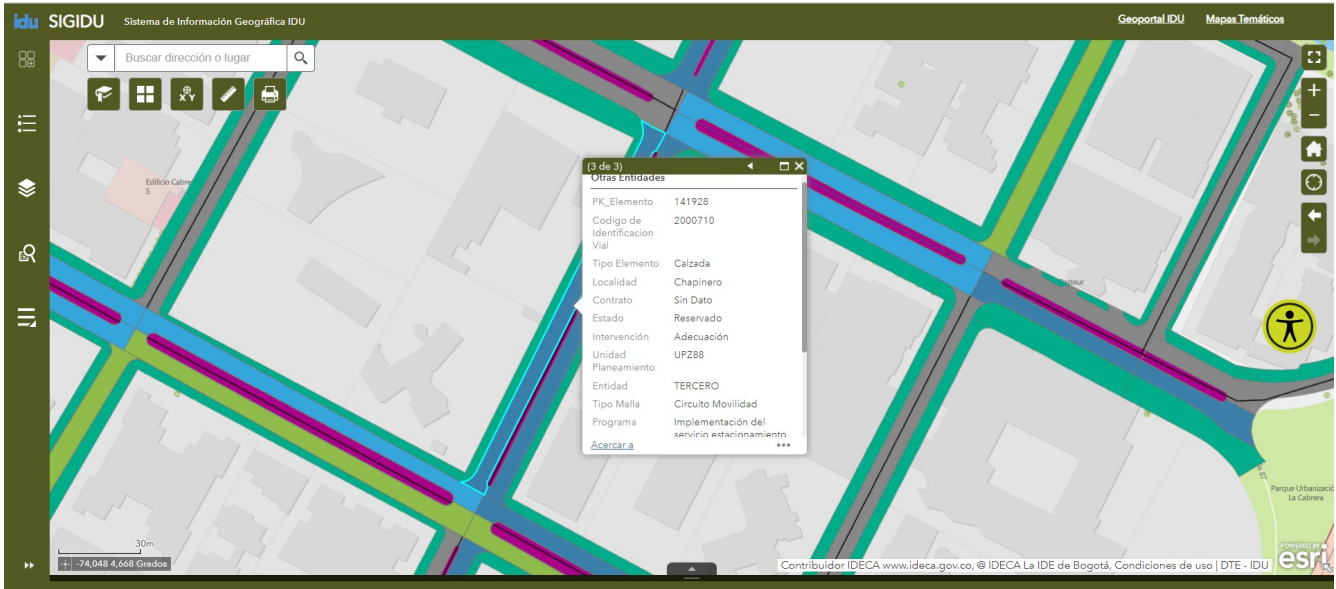 idu SIGIDU Sistema de Información Geográfica IDU
Geoportal IDU Mapas Temáticos
Buscar dirección o lugar
X Y
Edificio Cabre
S
(3 de 3)
Otras Entidades
PK_Elemento 141928
Codigo de 2000710
Identificacion
Vial
Tipo Elemento Calzada
Localidad Chapinero
Contrato Sin Dato
Estado Reservado
Intervención Adecuación
Unidad UPZ88
Planeamiento
Entidad TERCERO
Tipo Malla Circuito Movilidad
Programa Implementación del
servicio estacionamiento
Acercar a
Parque Urbanizació
La Cabrera
30m
-74,048 4,668 Grados
Contribuidor IDECA www.ideca.gov.co, @ IDECA La IDE de Bogotá, Condiciones de uso | DTE - IDU
POWERED BY
esri